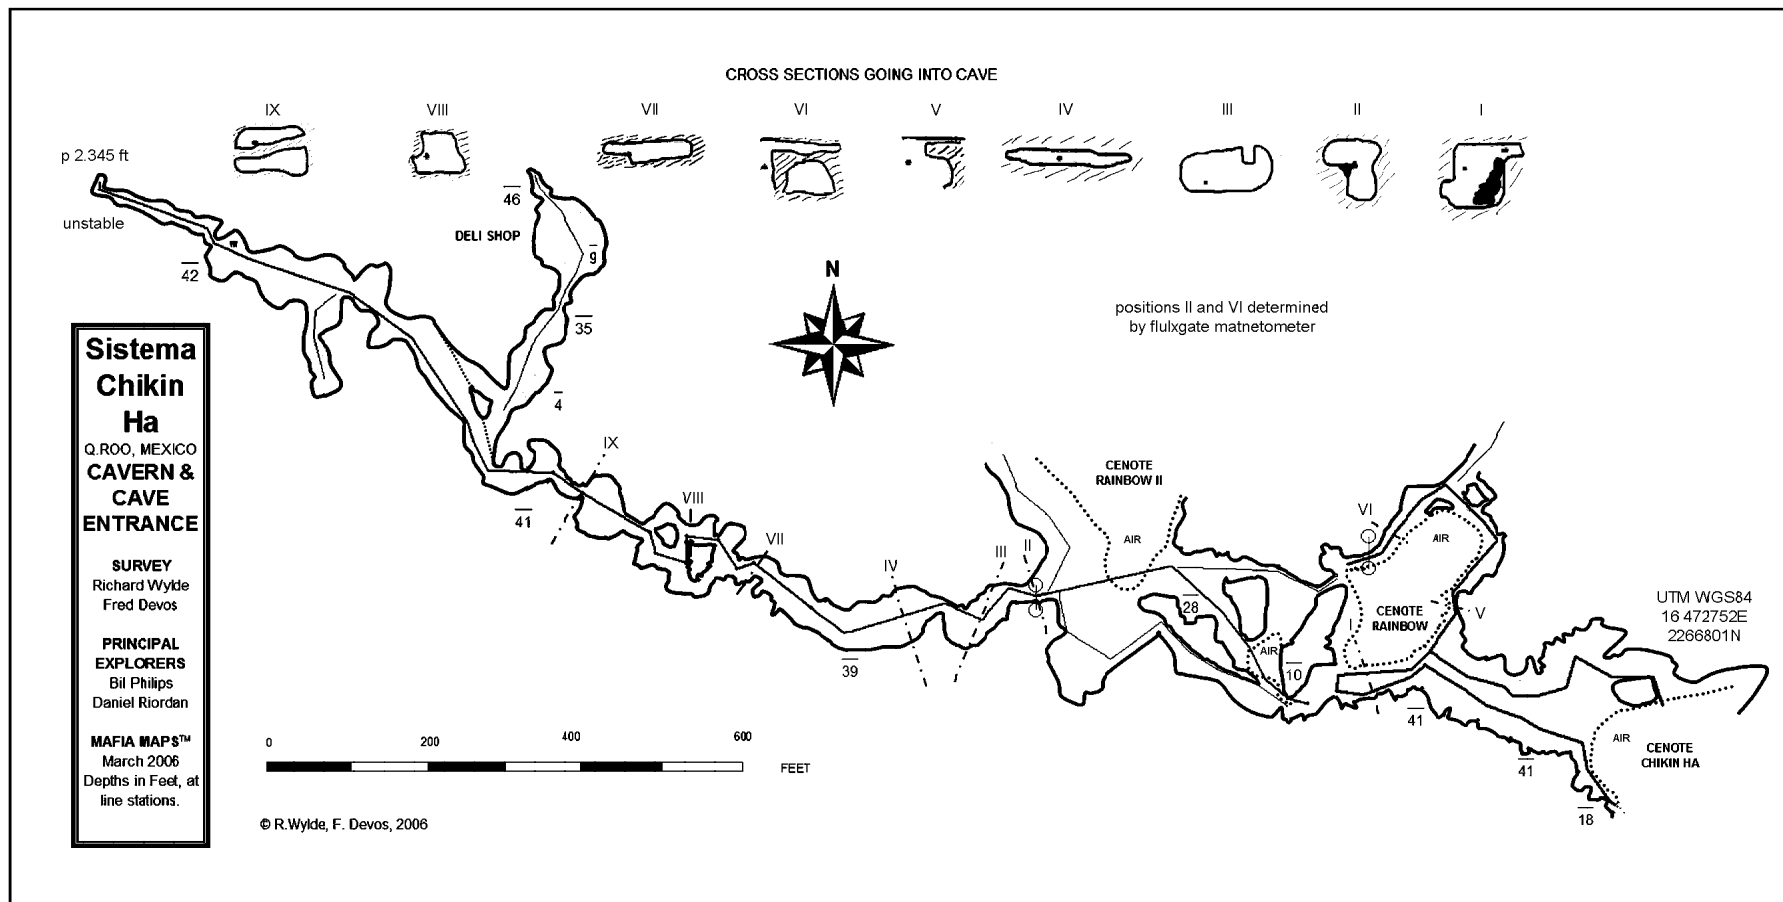 CROSS SECTIONS GOING INTO CAVE
IX
VIII
VII
VI
V
IV
III
II
I
p 2.345 ft
unstable
42
46
DELI SHOP
9
35
4
N
positions II and VI determined
by flulxgate matnetometer
Sistema
Chikin
Ha
Q.ROO, MEXICO
CAVERN &
CAVE
ENTRANCE
SURVEY
Richard Wylde
Fred Devos
PRINCIPAL
EXPLORERS
Bil Philips
Daniel Riordan
MAFIA MAPS™
March 2006
Depths in Feet, at
line stations.
IX
41
VIII
VII
IV
III
II
39
CENOTE
RAINBOW II
AIR
28
AIR
10
VI
AIR
CENOTE
RAINBOW
I
V
UTM WGS84
16 472752E
2266801N
41
41
AIR
CENOTE
CHIKIN HA
18
0
200
400
600
FEET
© R.Wylde, F. Devos, 2006